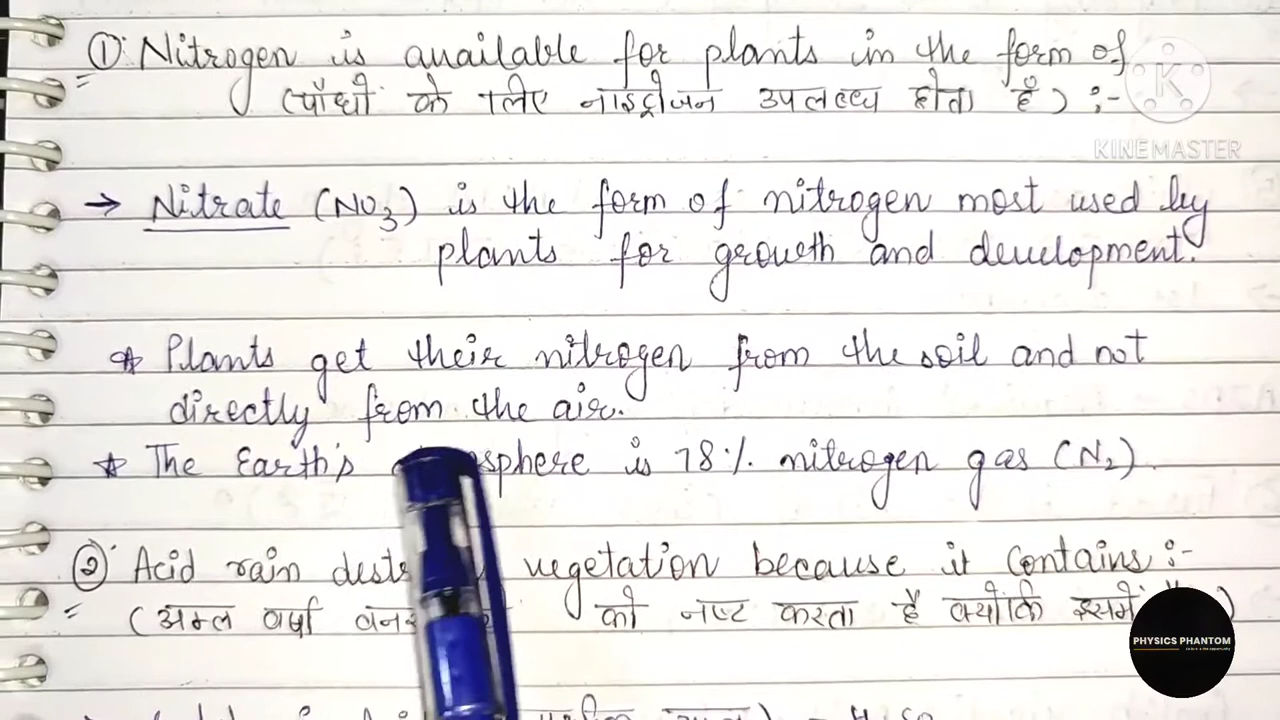 ① Nitrogen is available for plants in the form of
(पौधों के लिए नाइट्रोजन उपलब्ध होता है) :-
KINEMASTER
→ Nitrate (NO₃) is the form of nitrogen most used by
plants for growth and development.
☆ Plants get their nitrogen from the soil and not
directly from the air.
☆ The Earth's sphere is 78% nitrogen gas (N₂).
② Acid rain vegetation because it contains :-
(अम्ल वर्षा को नष्ट करता है क्योंकि इसमें )
PHYSICS PHANTOM